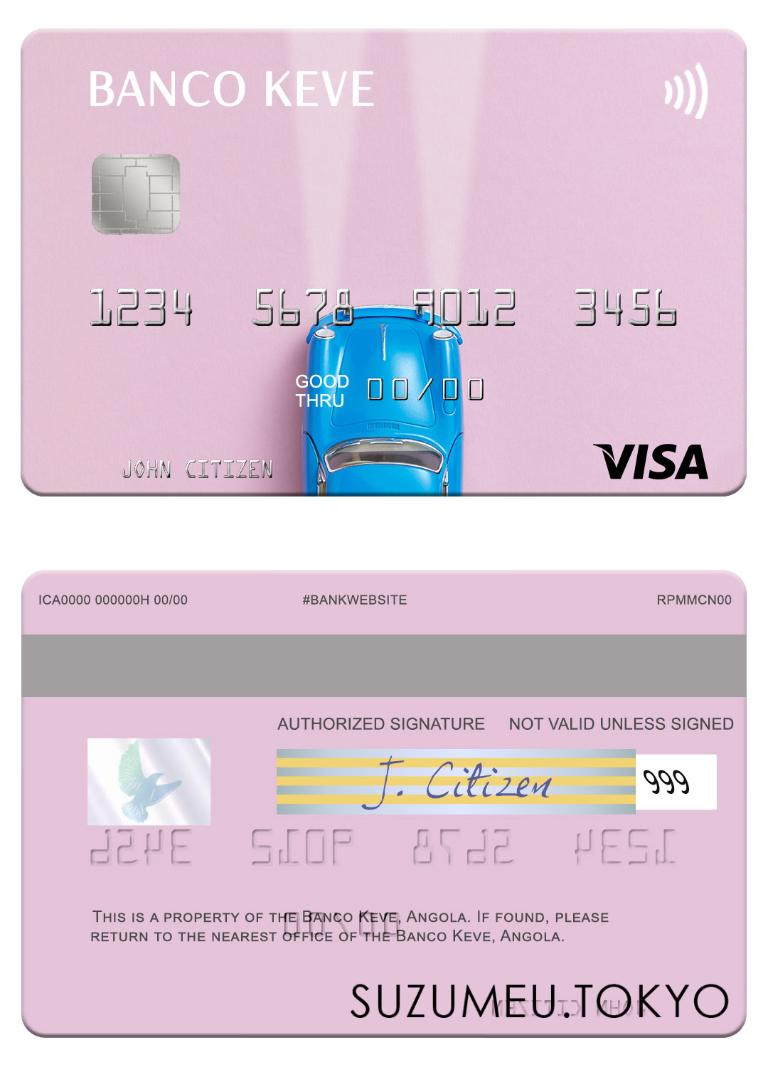 BANCO KEVE
1234 5678 9012 3456
GOOD THRU 00/00
JOHN CITIZEN
VISA
ICA0000 000000H 00/00 #BANKWEBSITE RPMMCN00
AUTHORIZED SIGNATURE NOT VALID UNLESS SIGNED
J. Citizen 999
THIS IS A PROPERTY OF THE BANCO KEVE, ANGOLA. IF FOUND, PLEASE
RETURN TO THE NEAREST OFFICE OF THE BANCO KEVE, ANGOLA.
SUZUMEU.TOKYO